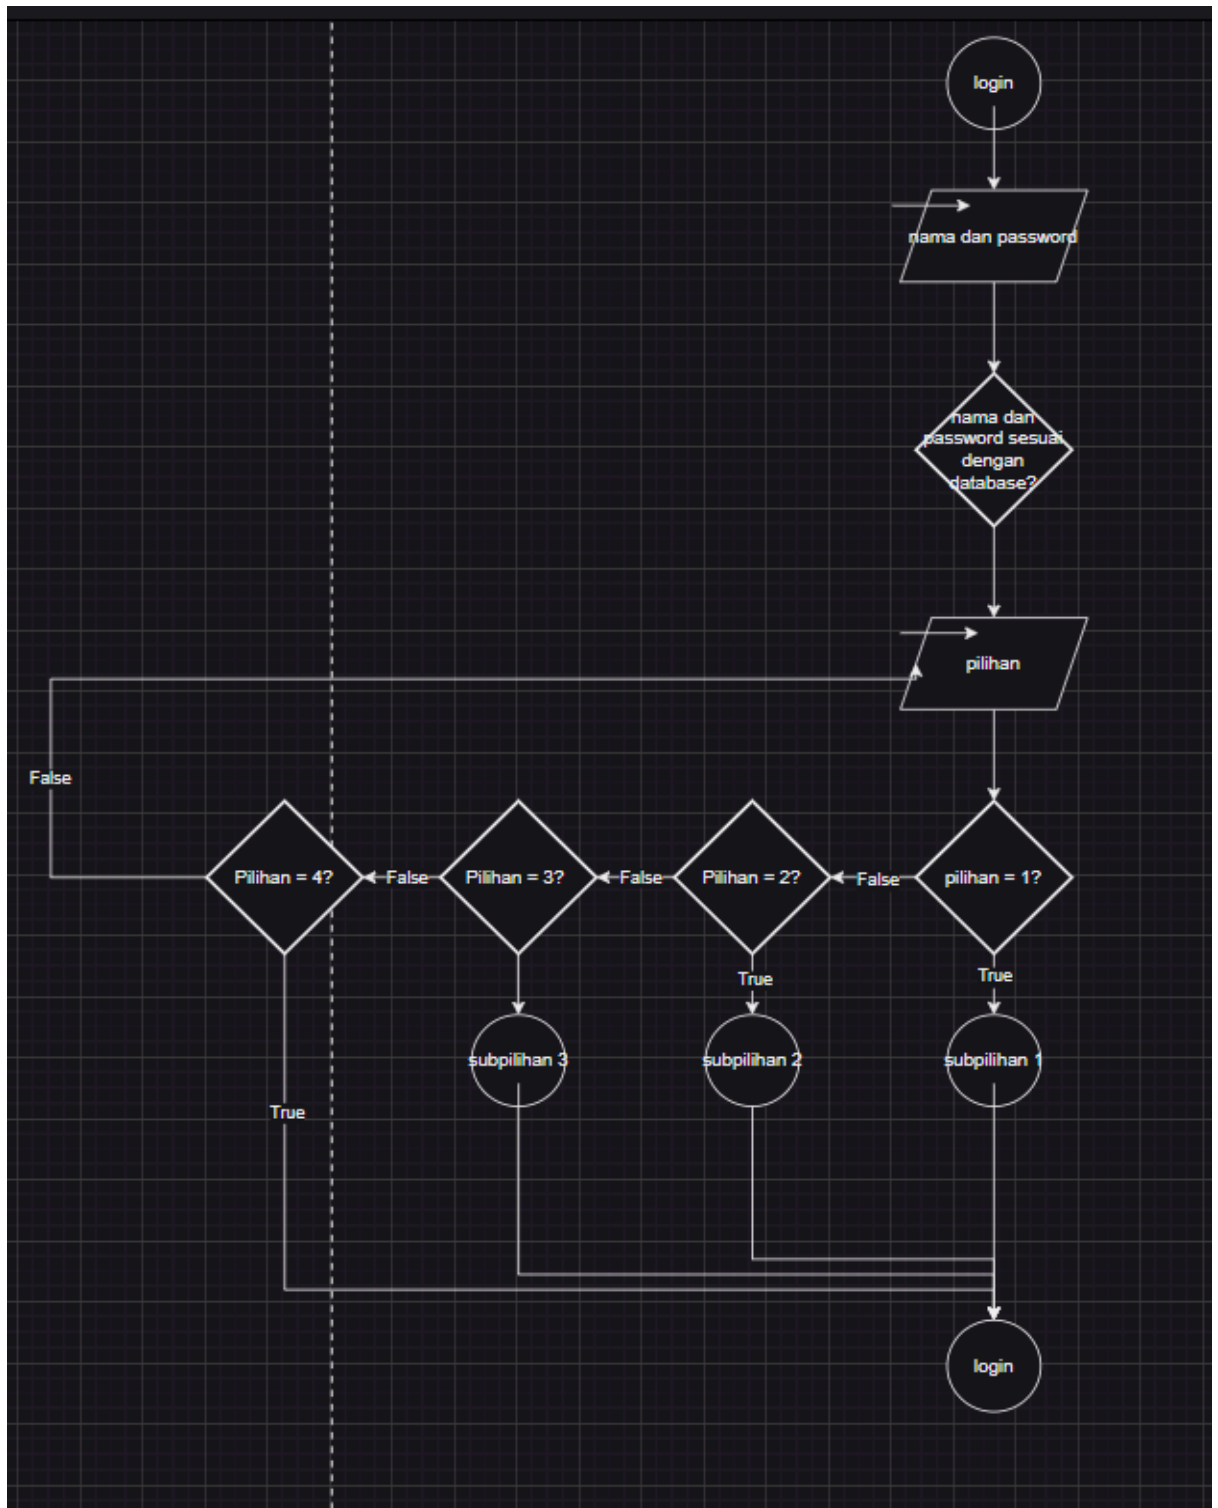 login
nama dan password
nama dan
password sesuai
dengan
database?
pilihan
False
Pilihan = 4?
False
Pilihan = 3?
False
Pilihan = 2?
False
pilihan = 1?
True
True
subpilihan 3
subpilihan 2
subpilihan 1
True
login